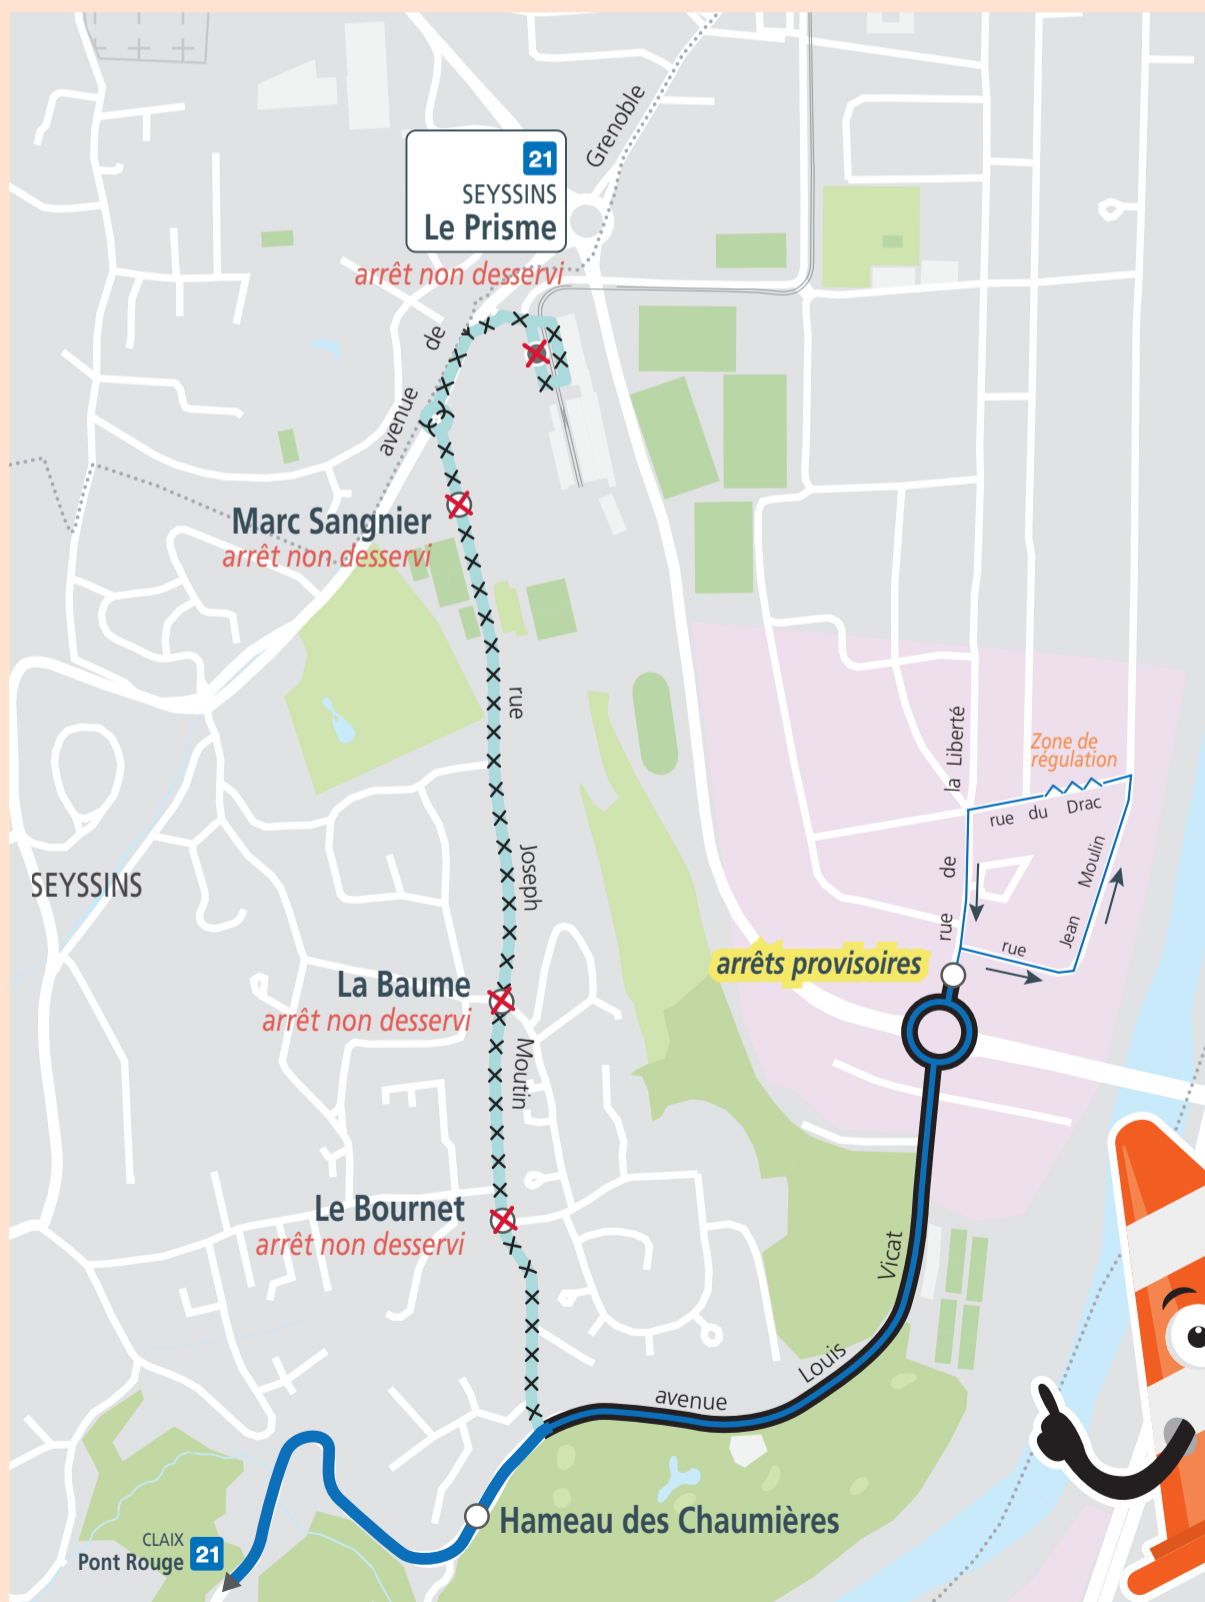 Grenoble
21
SEYSSINS
Le Prisme
arrêt non desservi
avenue de
Marc Sangnier
arrêt non desservi
rue Joseph Moutin
la Liberté
rue de
Zone de
régulation
rue du Drac
rue Jean Moulin
SEYSSINS
arrêts provisoires
La Baume
arrêt non desservi
Le Bournet
arrêt non desservi
avenue Louis Vicat
Hameau des Chaumières
CLAIX
Pont Rouge 21